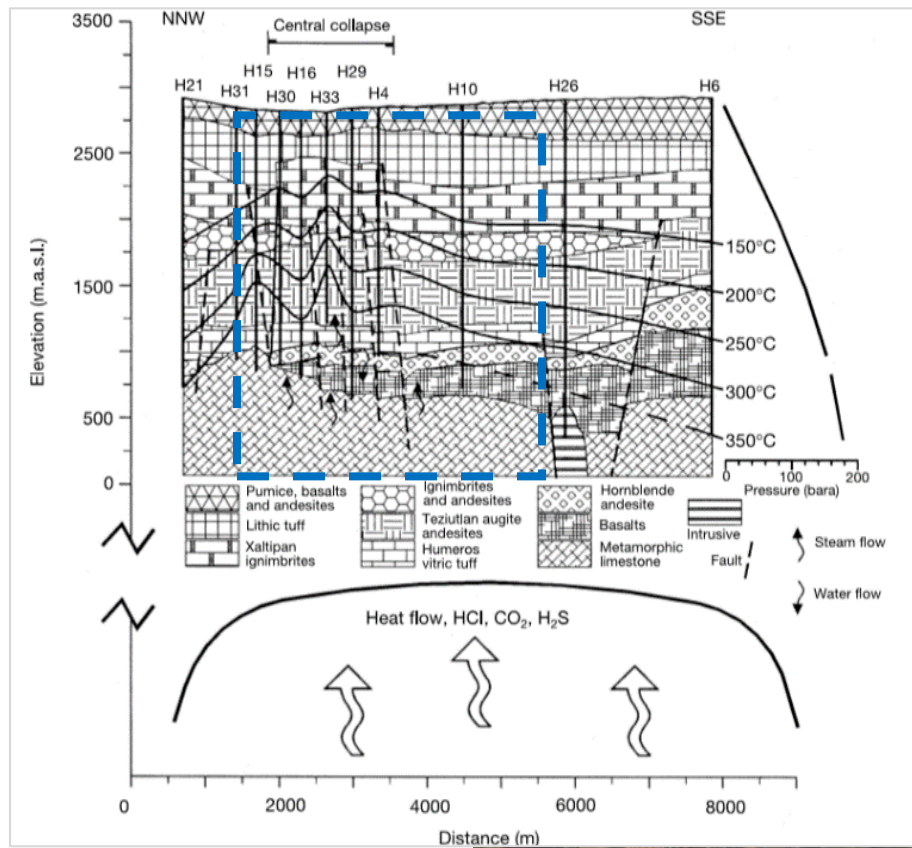 3500
NNW
SSE
Central collapse
H21
H31
H15
H30
H16
H33
H29
H4
H10
H26
H6
2500
1500
500
0
Elevation (m.a.s.l.)
150°C
200°C
250°C
300°C
350°C
0 100 200
Pressure (bara)
Pumice, basalts
and andesites
Lithic tuff
Xaltipan
ignimbrites
Ignimbrites
and andesites
Teziutlan augite
andesites
Humeros
vitric tuff
Hornblende
andesite
Basalts
Metamorphic
limestone
Intrusive
Fault
Steam flow
Water flow
Heat flow, HCl, CO₂, H₂S
0 2000 4000 6000 8000
Distance (m)